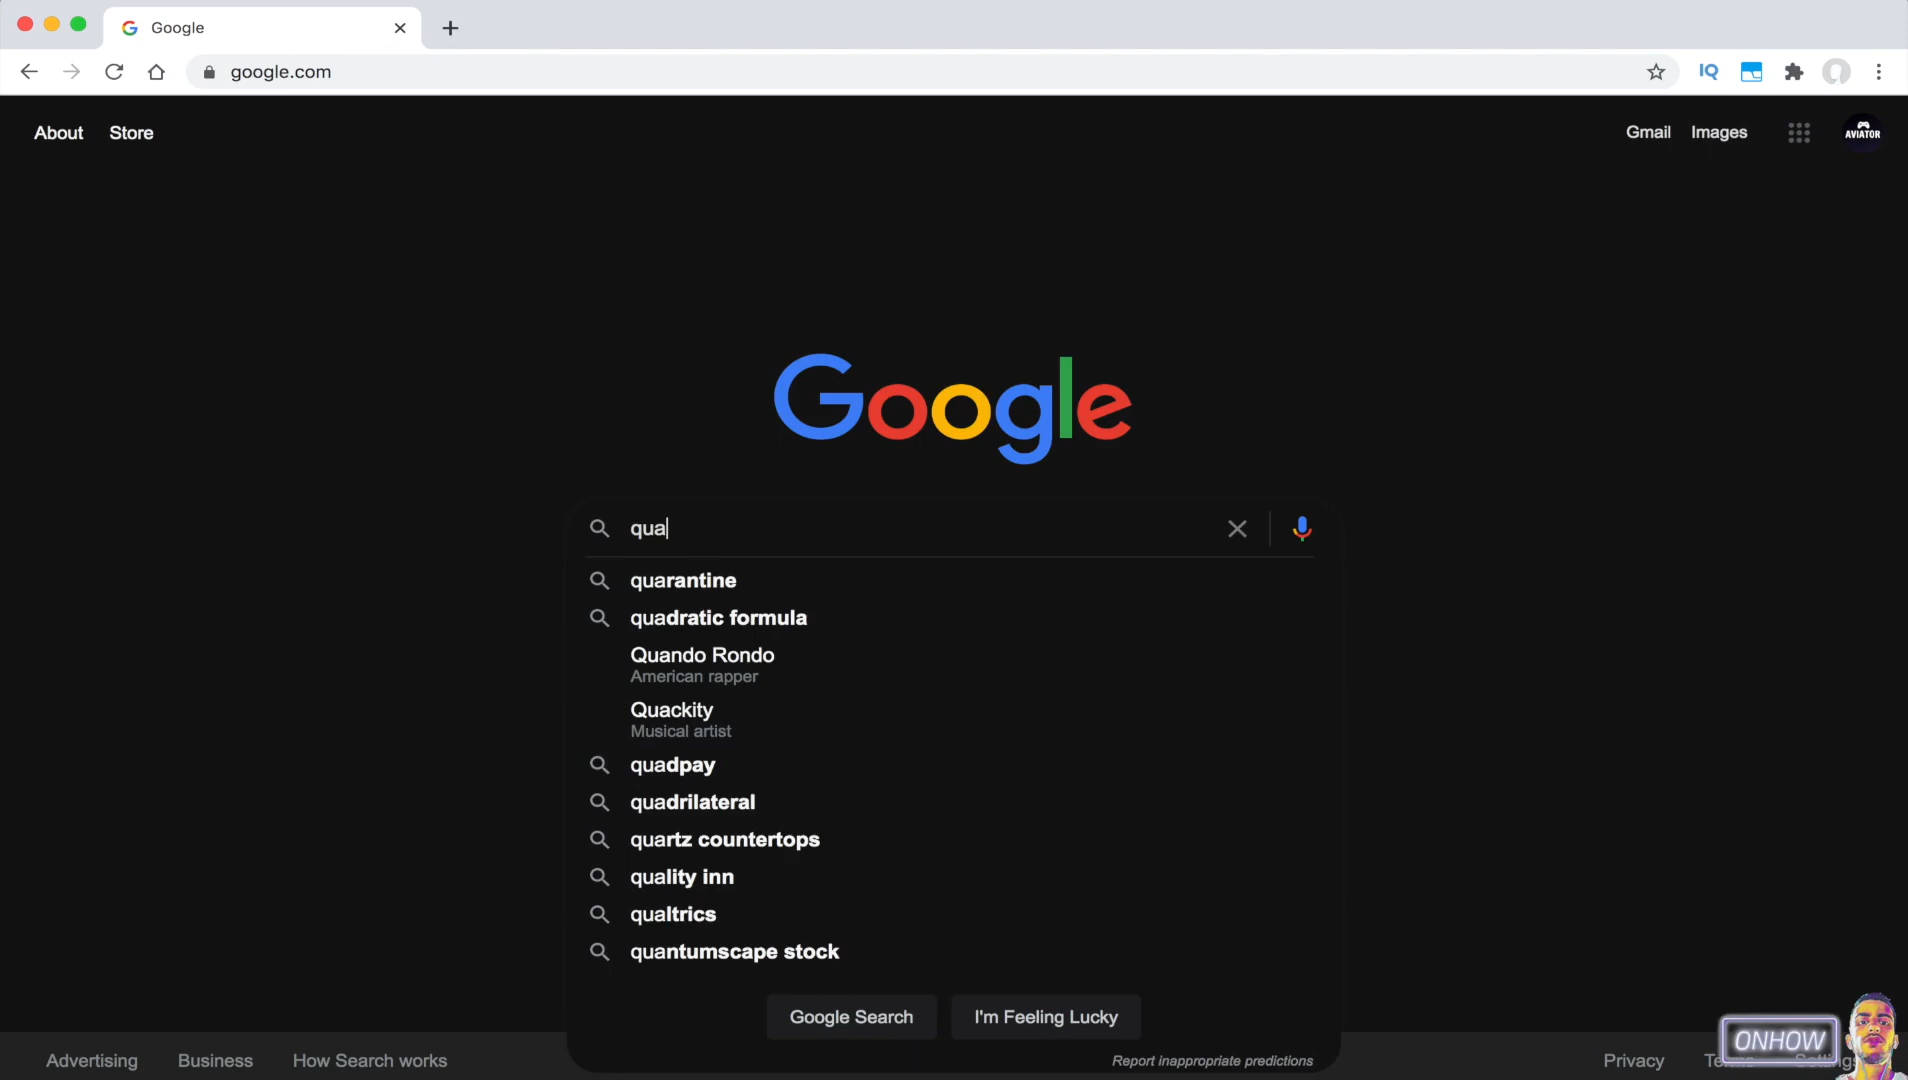 Google
google.com
IQ
About Store
Gmail Images
AVIATOR
Google
qua
quarantine
quadratic formula
Quando Rondo
American rapper
Quackity
Musical artist
quadpay
quadrilateral
quartz countertops
quality inn
qualtrics
quantumscape stock
Google Search I'm Feeling Lucky
Report inappropriate predictions
Advertising Business How Search works
Privacy Settings
ONHOW